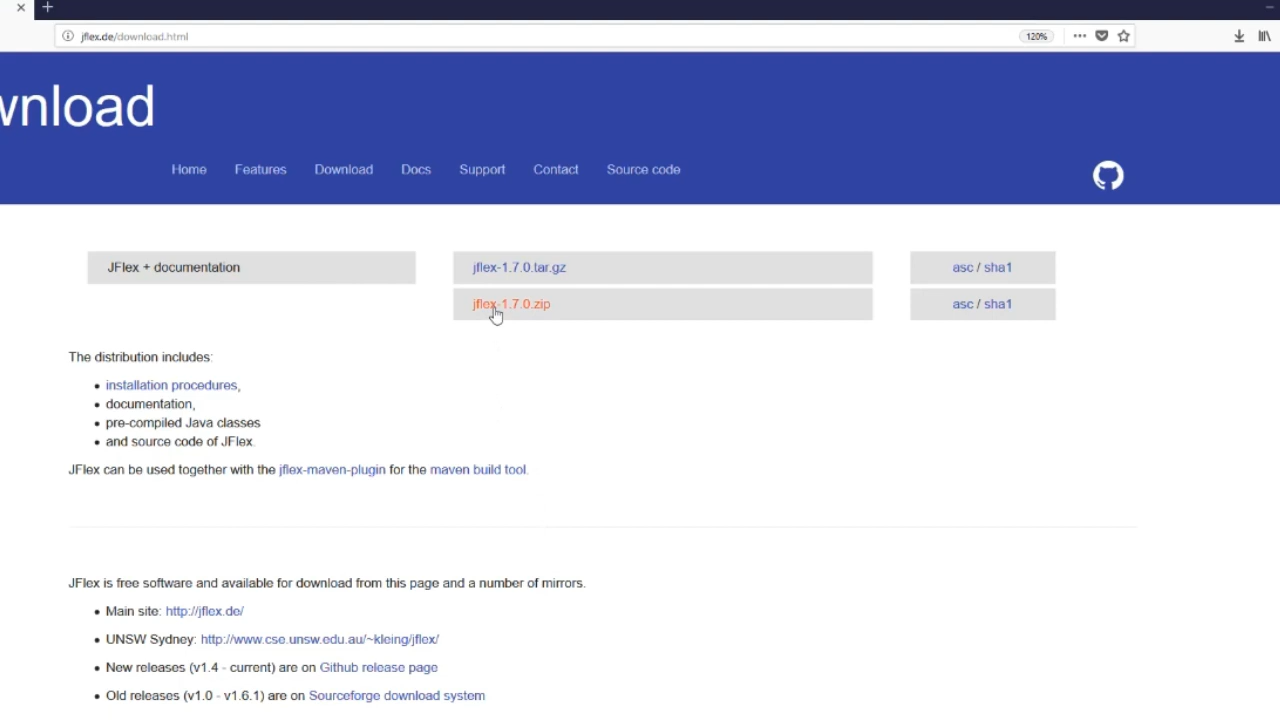 jflex.de/download.html
120%
wnload
Home Features Download Docs Support Contact Source code
JFlex + documentation jflex-1.7.0.tar.gz asc / sha1
jflex-1.7.0.zip asc / sha1
The distribution includes:
• installation procedures,
• documentation,
• pre-compiled Java classes
• and source code of JFlex.
JFlex can be used together with the jflex-maven-plugin for the maven build tool.
JFlex is free software and available for download from this page and a number of mirrors.
• Main site: http://jflex.de/
• UNSW Sydney: http://www.cse.unsw.edu.au/~kleing/jflex/
• New releases (v1.4 - current) are on Github release page
• Old releases (v1.0 - v1.6.1) are on Sourceforge download system